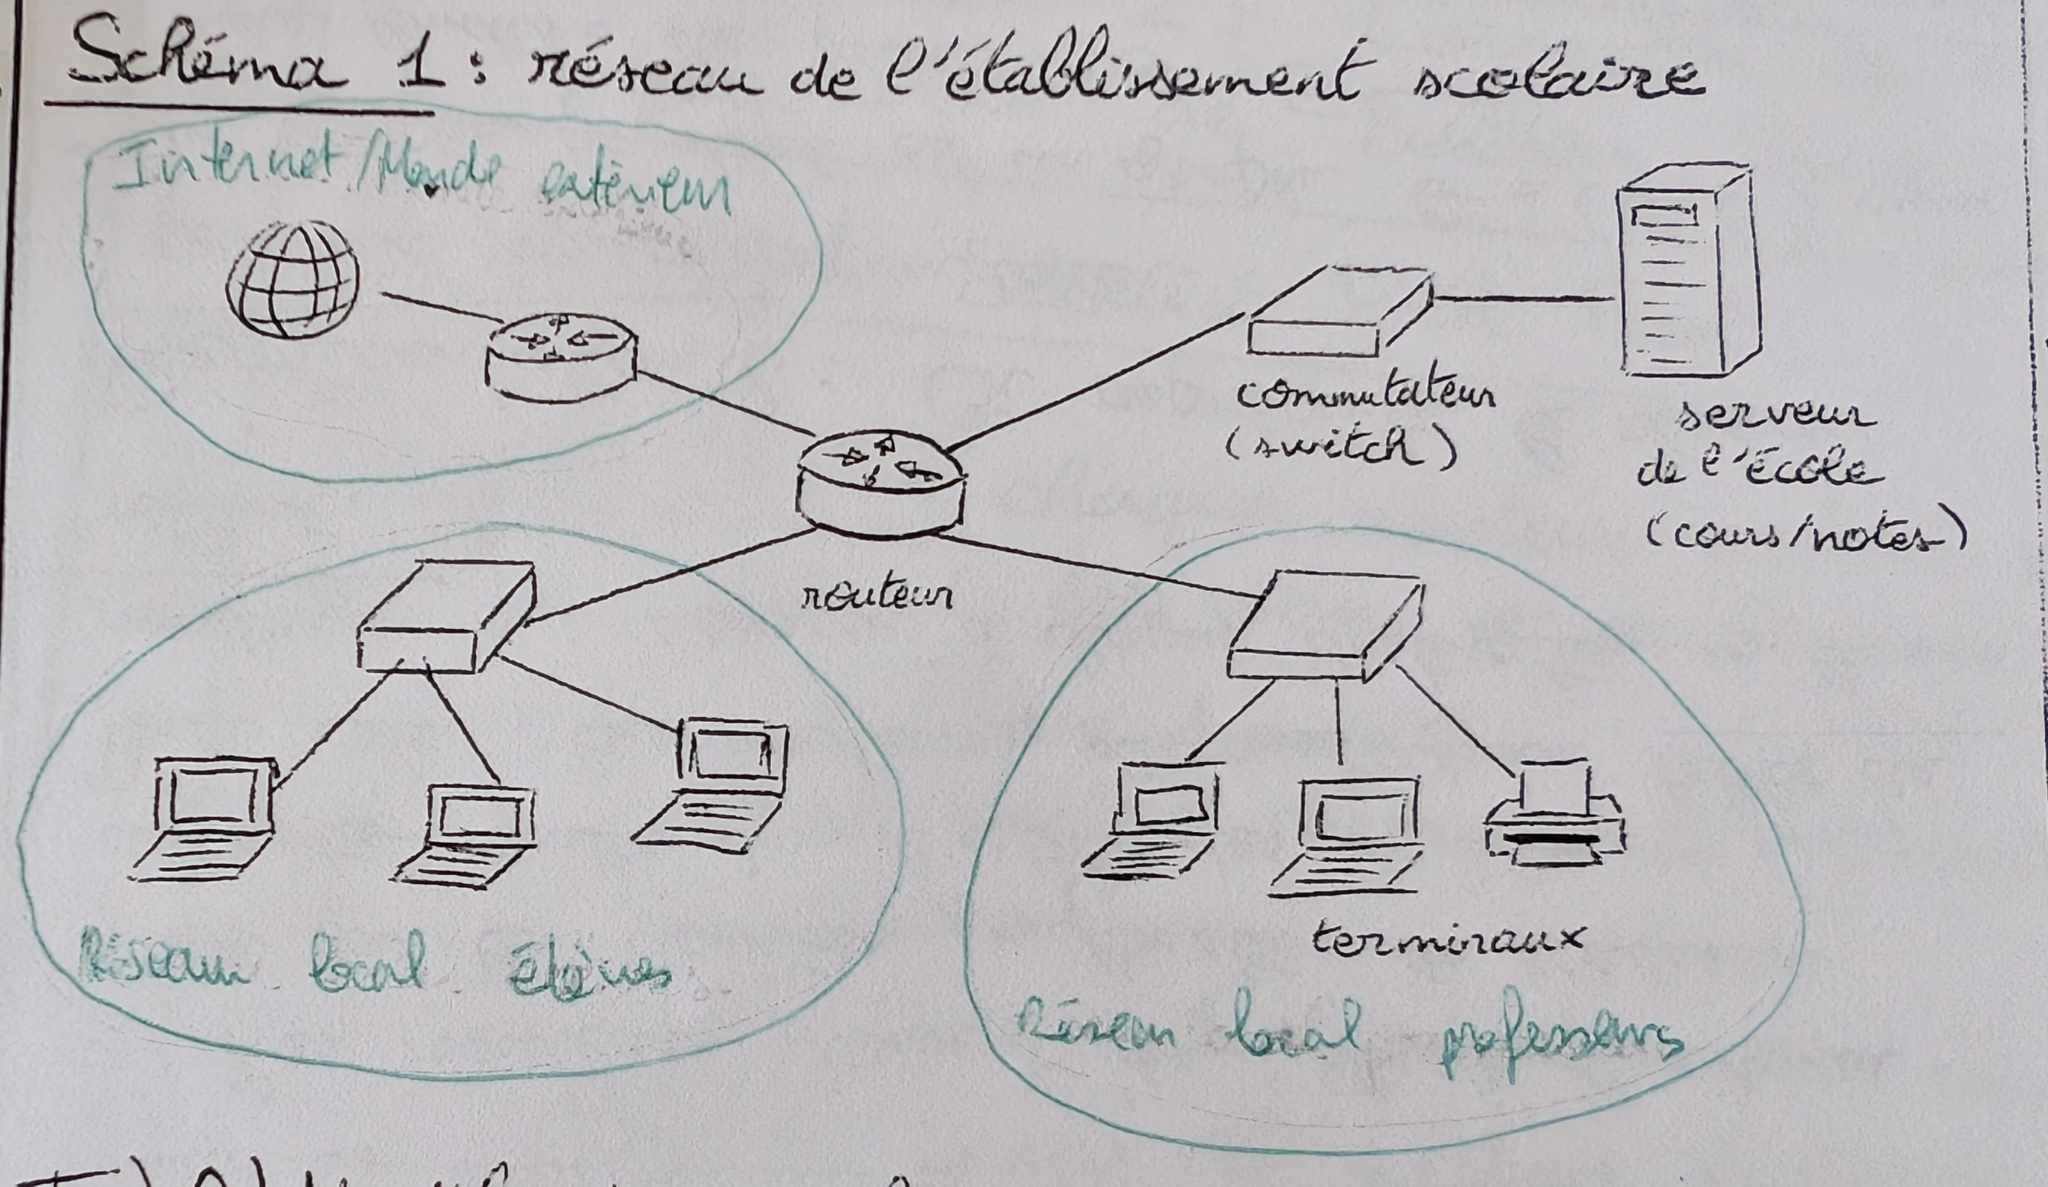 Schéma 1 : réseau de l'établissement scolaire
Internet/Monde extérieur
commutateur
(switch)
serveur
de l'École
(cours/notes)
routeur
terminaux
Réseau local élèves
Réseau local professeurs